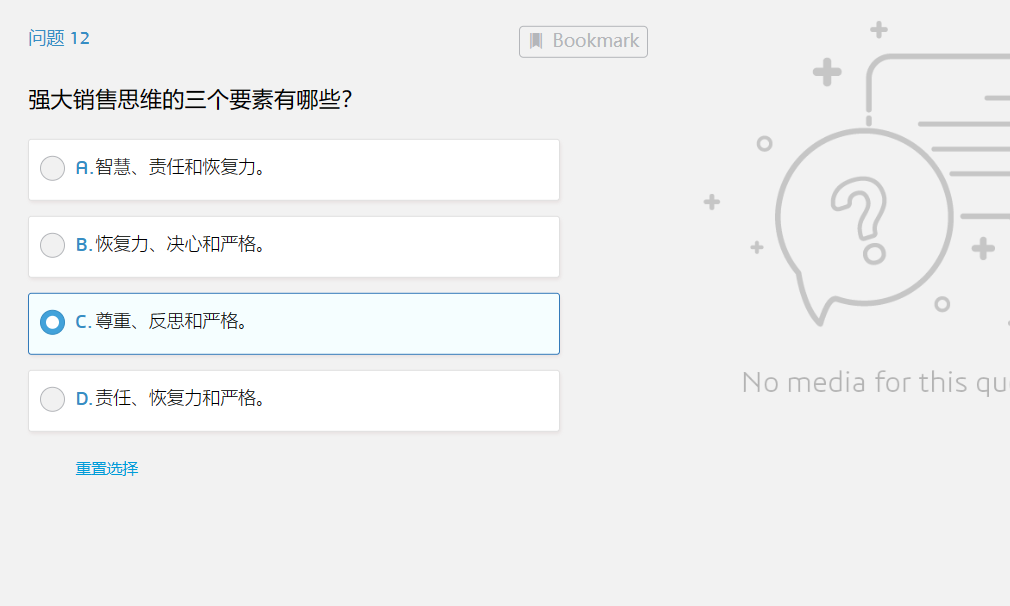 问题 12
Bookmark
强大销售思维的三个要素有哪些?
A.智慧、责任和恢复力。
B.恢复力、决心和严格。
C.尊重、反思和严格。
D.责任、恢复力和严格。
重置选择
No media for this qu